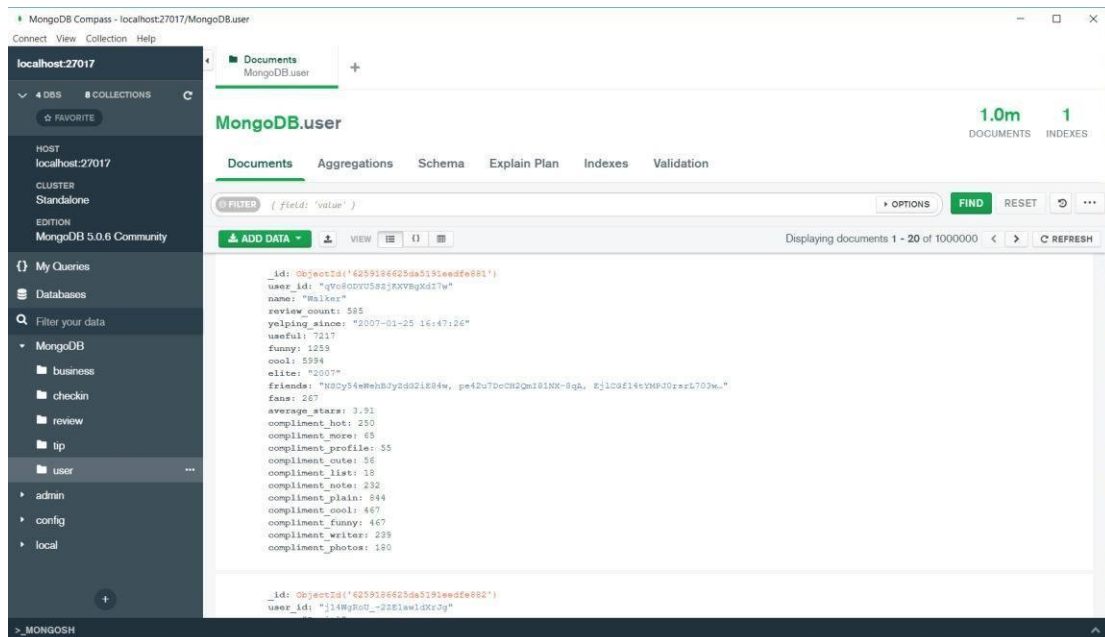 MongoDB Compass - localhost:27017/MongoDB.user
Connect View Collection Help
localhost:27017
4 DBS 8 COLLECTIONS
FAVORITE
HOST
localhost:27017
CLUSTER
Standalone
EDITION
MongoDB 5.0.6 Community
{} My Queries
Databases
Filter your data
MongoDB
business
checkin
review
tip
user ...
admin
config
local
+
>_MONGOSH
Documents
MongoDB.user
+
MongoDB.user
1.0m
DOCUMENTS
1
INDEXES
Documents Aggregations Schema Explain Plan Indexes Validation
FILTER { field: 'value' }
OPTIONS FIND RESET ...
ADD DATA VIEW {} Displaying documents 1 - 20 of 1000000 < > REFRESH
_id: ObjectId('6259186625da5191eedfe881')
user_id:
name: "Walker"
review_count: 585
yelping_since: "2007-01-25 16:47:26"
useful: 7217
funny: 1259
cool: 5994
elite: "2007"
friends:
fans: 267
average_stars: 3.91
compliment_hot: 250
compliment_more: 65
compliment_profile: 55
compliment_cute: 56
compliment_list: 18
compliment_note: 232
compliment_plain: 844
compliment_cool: 467
compliment_funny: 467
compliment_writer: 239
compliment_photos: 180
_id: ObjectId('6259186625da5191eedfe882')
user_id: